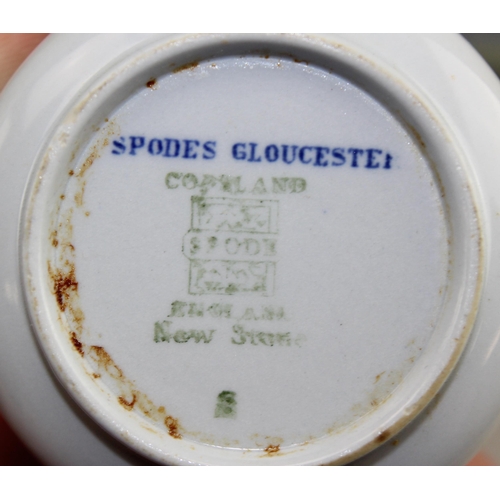 SPODES GLOUCESTER
COPELAND
SPODE
ENGLAND
New Stone